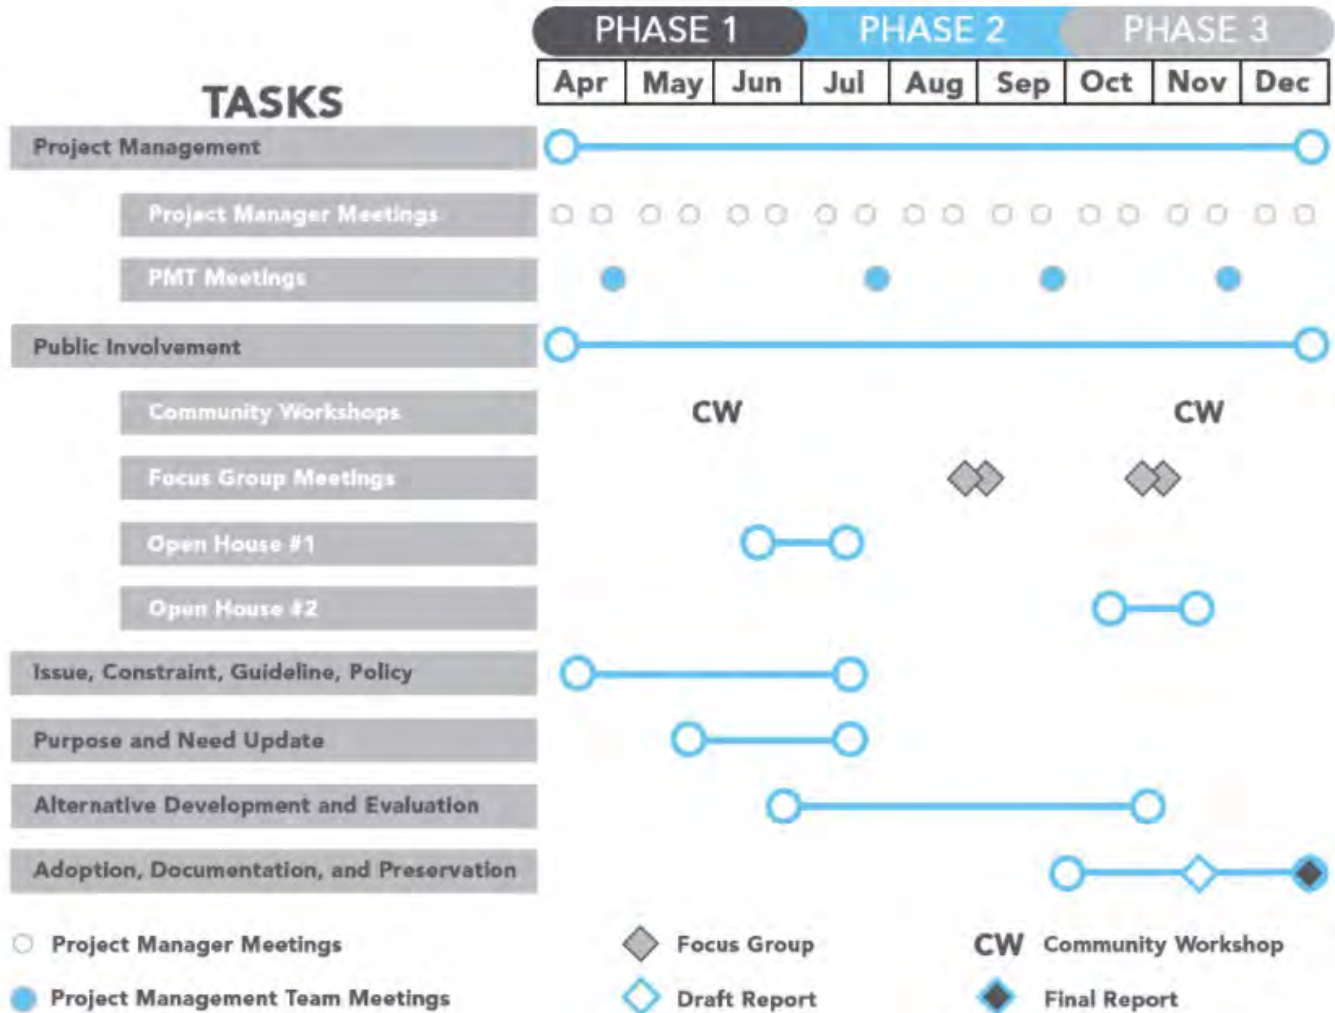 PHASE 1 PHASE 2 PHASE 3
Apr May Jun Jul Aug Sep Oct Nov Dec
TASKS
Project Management
Project Manager Meetings
PMT Meetings
Public Involvement
Community Workshops CW CW
Focus Group Meetings
Open House #1
Open House #2
Issue, Constraint, Guideline, Policy
Purpose and Need Update
Alternative Development and Evaluation
Adoption, Documentation, and Preservation
Project Manager Meetings Focus Group CW Community Workshop
Project Management Team Meetings Draft Report Final Report